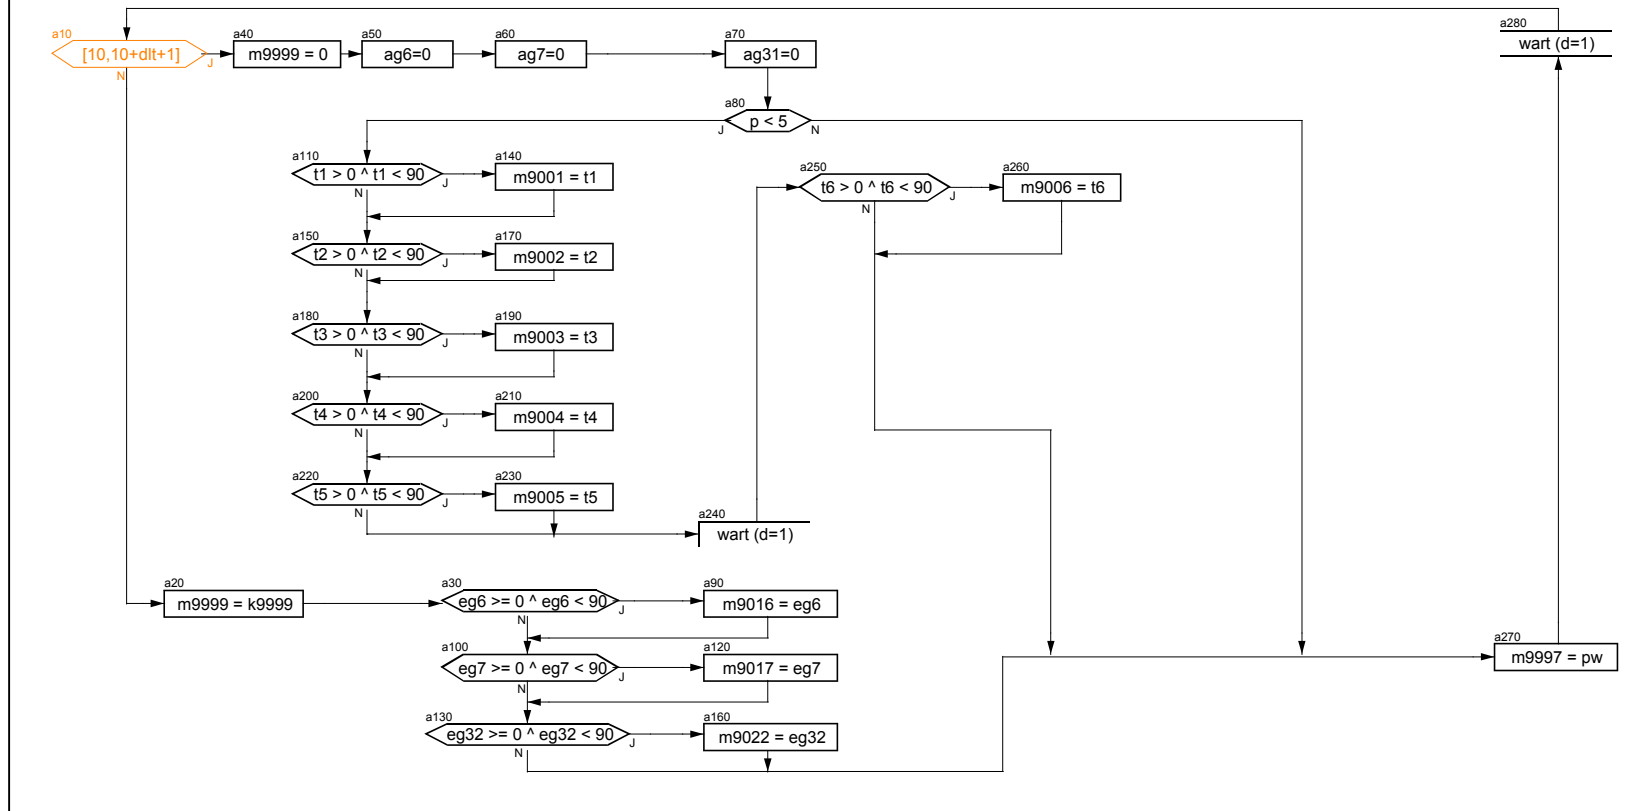 a280
wart (d=1)
a10
[10,10+dlt+1]
J
N
a40
m9999 = 0
a50
ag6=0
a60
ag7=0
a70
ag31=0
a80
p < 5
J
N
a110
t1 > 0 ^ t1 < 90
J
N
a140
m9001 = t1
a150
t2 > 0 ^ t2 < 90
J
N
a170
m9002 = t2
a180
t3 > 0 ^ t3 < 90
J
N
a190
m9003 = t3
a200
t4 > 0 ^ t4 < 90
J
N
a210
m9004 = t4
a220
t5 > 0 ^ t5 < 90
J
N
a230
m9005 = t5
a240
wart (d=1)
a250
t6 > 0 ^ t6 < 90
J
N
a260
m9006 = t6
a20
m9999 = k9999
a30
eg6 >= 0 ^ eg6 < 90
J
N
a90
m9016 = eg6
a100
eg7 >= 0 ^ eg7 < 90
J
N
a120
m9017 = eg7
a130
eg32 >= 0 ^ eg32 < 90
J
N
a160
m9022 = eg32
a270
m9997 = pw